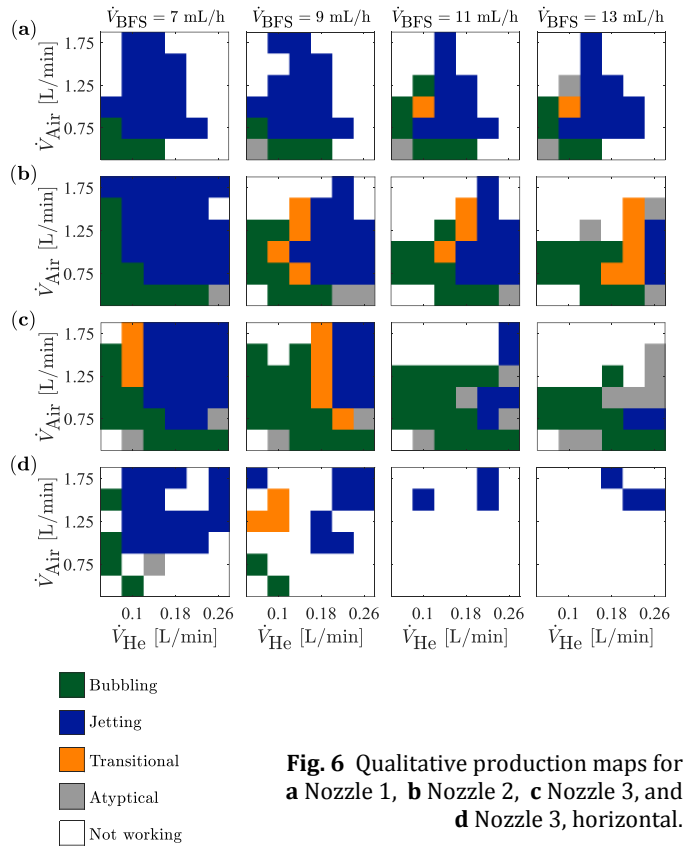 V̇BFS = 7 mL/h V̇BFS = 9 mL/h V̇BFS = 11 mL/h V̇BFS = 13 mL/h
(a)
V̇Air [L/min]
1.75
1.25
0.75
(b)
V̇Air [L/min]
1.75
1.25
0.75
(c)
V̇Air [L/min]
1.75
1.25
0.75
(d)
V̇Air [L/min]
1.75
1.25
0.75
0.1 0.18 0.26 0.1 0.18 0.26 0.1 0.18 0.26 0.1 0.18 0.26
V̇He [L/min] V̇He [L/min] V̇He [L/min] V̇He [L/min]
Bubbling
Jetting
Transitional
Atyptical
Not working
Fig. 6 Qualitative production maps for
a Nozzle 1, b Nozzle 2, c Nozzle 3, and
d Nozzle 3, horizontal.